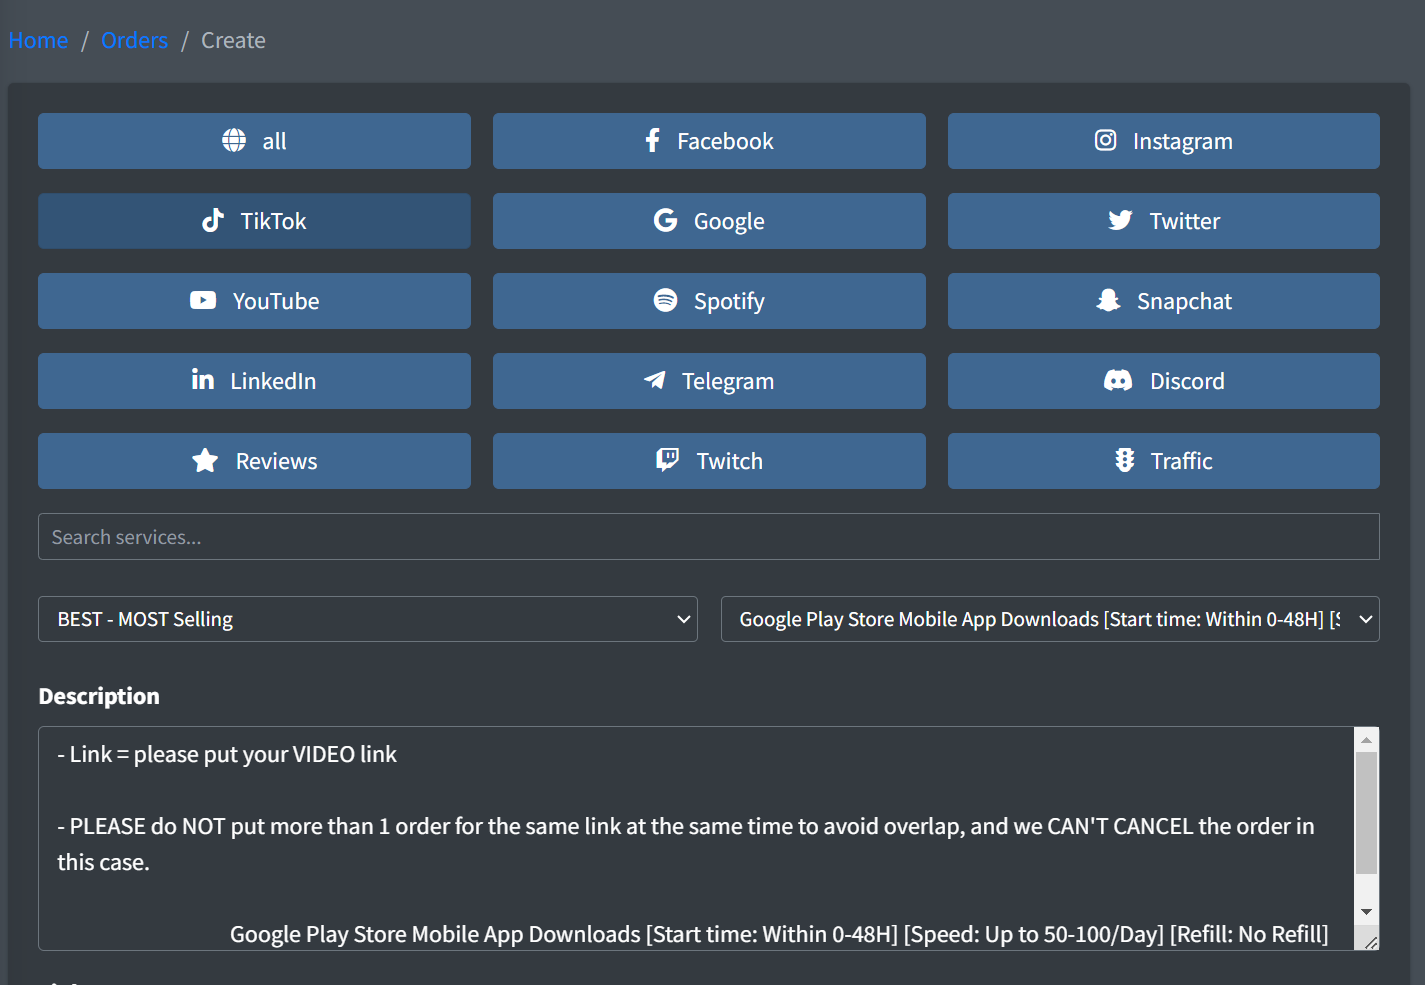 Home / Orders / Create
all
Facebook
Instagram
TikTok
Google
Twitter
YouTube
Spotify
Snapchat
LinkedIn
Telegram
Discord
Reviews
Twitch
Traffic
Search services...
BEST - MOST Selling
Google Play Store Mobile App Downloads [Start time: Within 0-48H] [S
Description
- Link = please put your VIDEO link
- PLEASE do NOT put more than 1 order for the same link at the same time to avoid overlap, and we CAN'T CANCEL the order in
this case.
Google Play Store Mobile App Downloads [Start time: Within 0-48H] [Speed: Up to 50-100/Day] [Refill: No Refill]